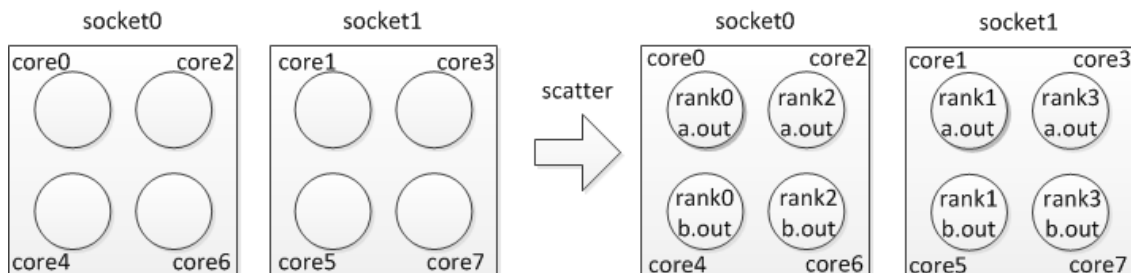 socket0
socket1
core0
core2
core1
core3
core4
core6
core5
core7
scatter
socket0
socket1
core0
core2
rank0
a.out
rank2
a.out
rank0
b.out
rank2
b.out
core4
core6
core1
core3
rank1
a.out
rank3
a.out
rank1
b.out
rank3
b.out
core5
core7